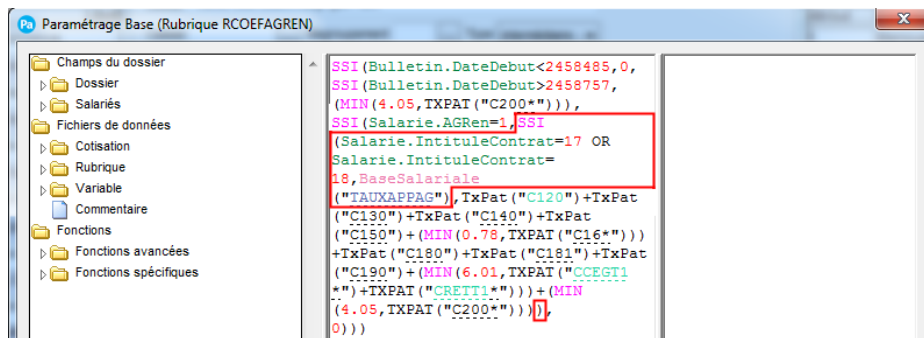 Paramétrage Base (Rubrique RCOEFAGREN)
Champs du dossier
Dossier
Salariés
Fichiers de données
Cotisation
Rubrique
Variable
Commentaire
Fonctions
Fonctions avancées
Fonctions spécifiques
SSI(Bulletin.DateDebut<2458485,0,
SSI(Bulletin.DateDebut>2458757,
(MIN(4.05,TXPAT("C200*"))),
SSI(Salarie.AGRen=1,SSI
(Salarie.IntituleContrat=17 OR
Salarie.IntituleContrat=
18,BaseSalariale
("TAUXAPPAG"),TxPat("C120")+TxPat
("C130")+TxPat("C140")+TxPat
("C150")+(MIN(0.78,TXPAT("C16*")))
+TxPat("C180")+TxPat("C181")+TxPat
("C190")+(MIN(6.01,TXPAT("CCEGT1
*")+TXPAT("CRETT1*")))+(MIN
(4.05,TXPAT("C200*")))),
0)))